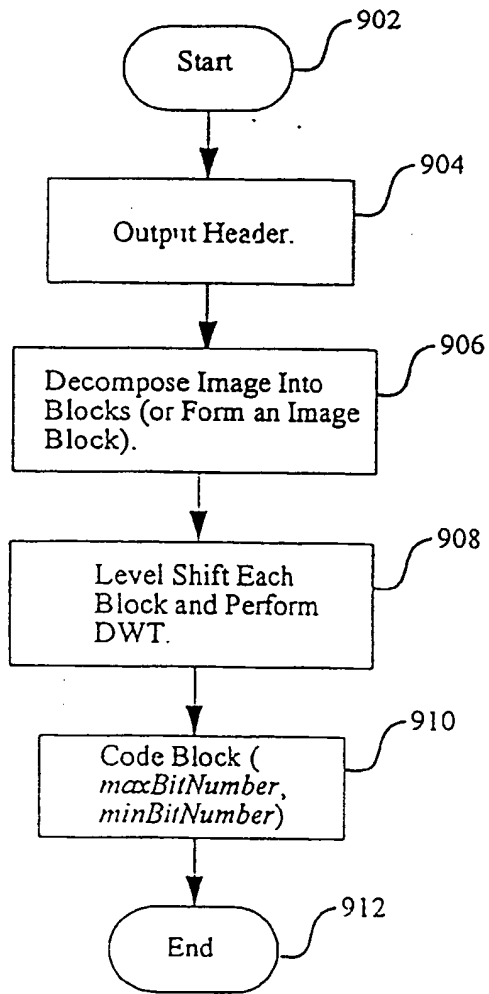 902
Start
904
Output Header.
906
Decompose Image Into
Blocks (or Form an Image
Block).
908
Level Shift Each
Block and Perform
DWT.
910
Code Block (
maxBitNumber,
minBitNumber)
912
End